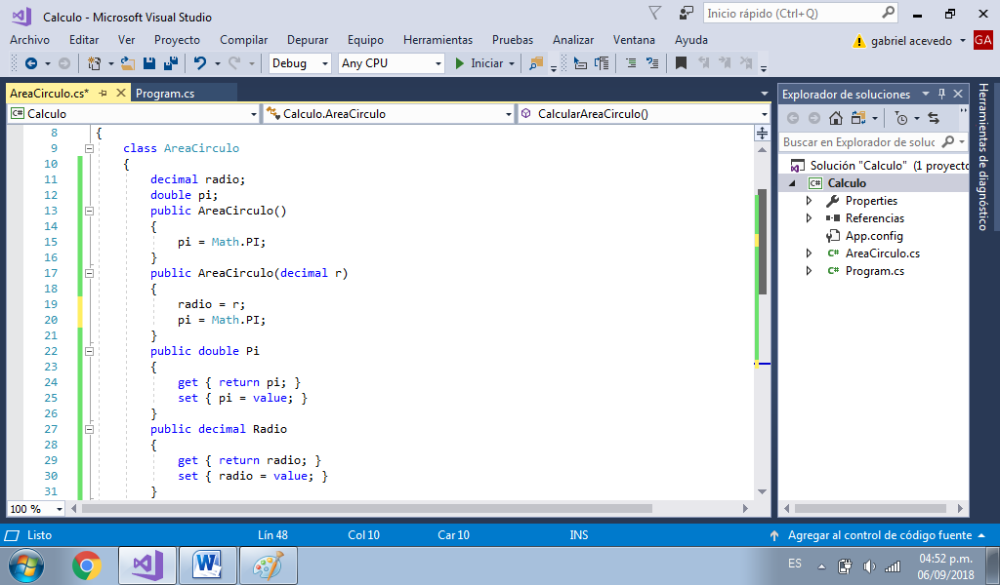 Calculo - Microsoft Visual Studio
Inicio rápido (Ctrl+Q)
Archivo Editar Ver Proyecto Compilar Depurar Equipo Herramientas Pruebas Analizar Ventana Ayuda gabriel acevedo GA
Debug Any CPU Iniciar
AreaCirculo.cs* Program.cs
Calculo Calculo.AreaCirculo CalcularAreaCirculo()
8 {
9 class AreaCirculo
10 {
11 decimal radio;
12 double pi;
13 public AreaCirculo()
14 {
15 pi = Math.PI;
16 }
17 public AreaCirculo(decimal r)
18 {
19 radio = r;
20 pi = Math.PI;
21 }
22 public double Pi
23 {
24 get { return pi; }
25 set { pi = value; }
26 }
27 public decimal Radio
28 {
29 get { return radio; }
30 set { radio = value; }
31 }
100 %
Explorador de soluciones
Buscar en Explorador de soluc
Solución "Calculo" (1 proyecto
C# Calculo
Properties
Referencias
App.config
C# AreaCirculo.cs
C# Program.cs
Herramientas de diagnóstico
Listo Lín 48 Col 10 Car 10 INS Agregar al control de código fuente
ES 04:52 p.m.
06/09/2018